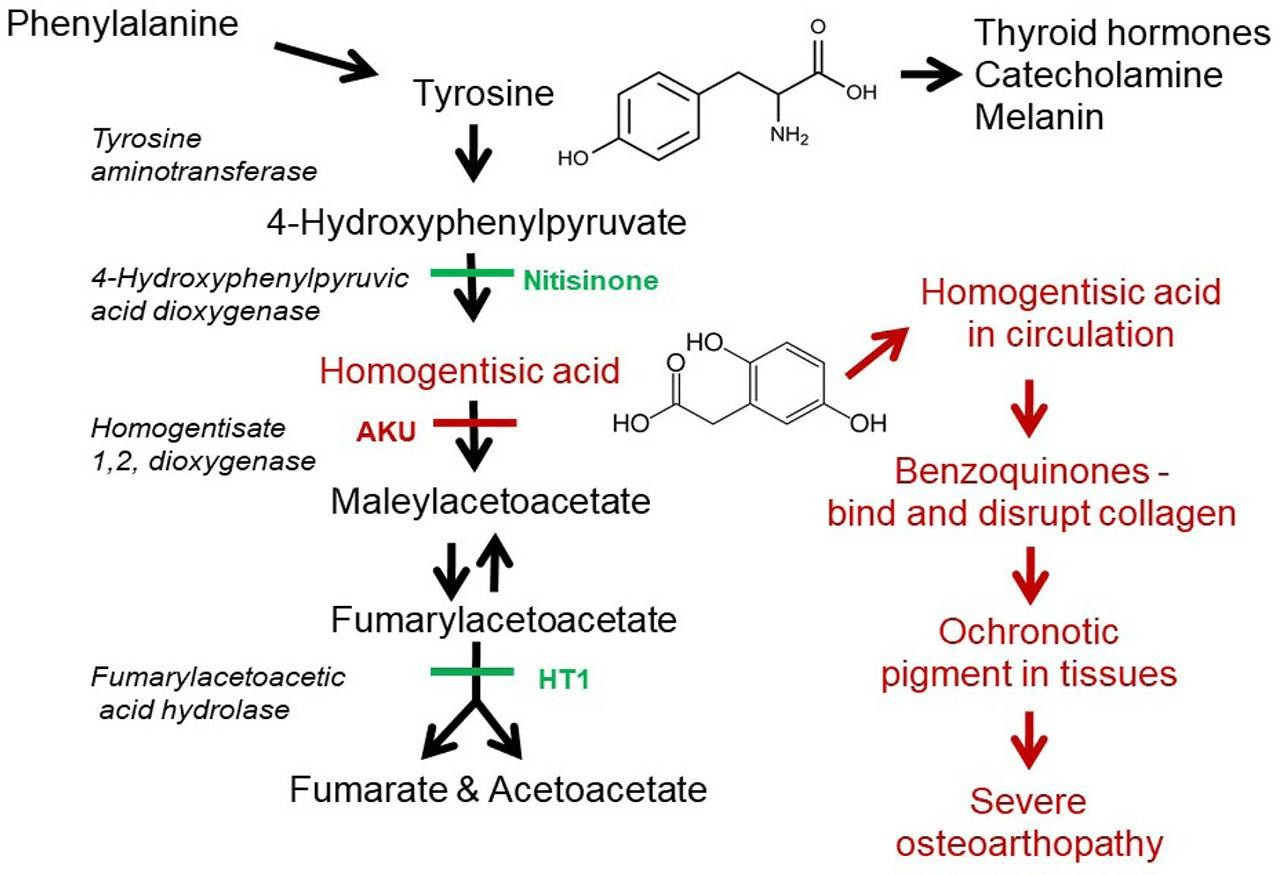 Phenylalanine
Tyrosine
O
OH
NH2
HO
Thyroid hormones
Catecholamine
Melanin
Tyrosine
aminotransferase
4-Hydroxyphenylpyruvate
4-Hydroxyphenylpyruvic
acid dioxygenase
Nitisinone
Homogentisic acid
HO
O
HO
OH
Homogentisic acid
in circulation
Homogentisate
1,2, dioxygenase
AKU
Maleylacetoacetate
Benzoquinones -
bind and disrupt collagen
Fumarylacetoacetate
Ochronotic
pigment in tissues
Fumarylacetoacetic
acid hydrolase
HT1
Fumarate & Acetoacetate
Severe
osteoarthopathy